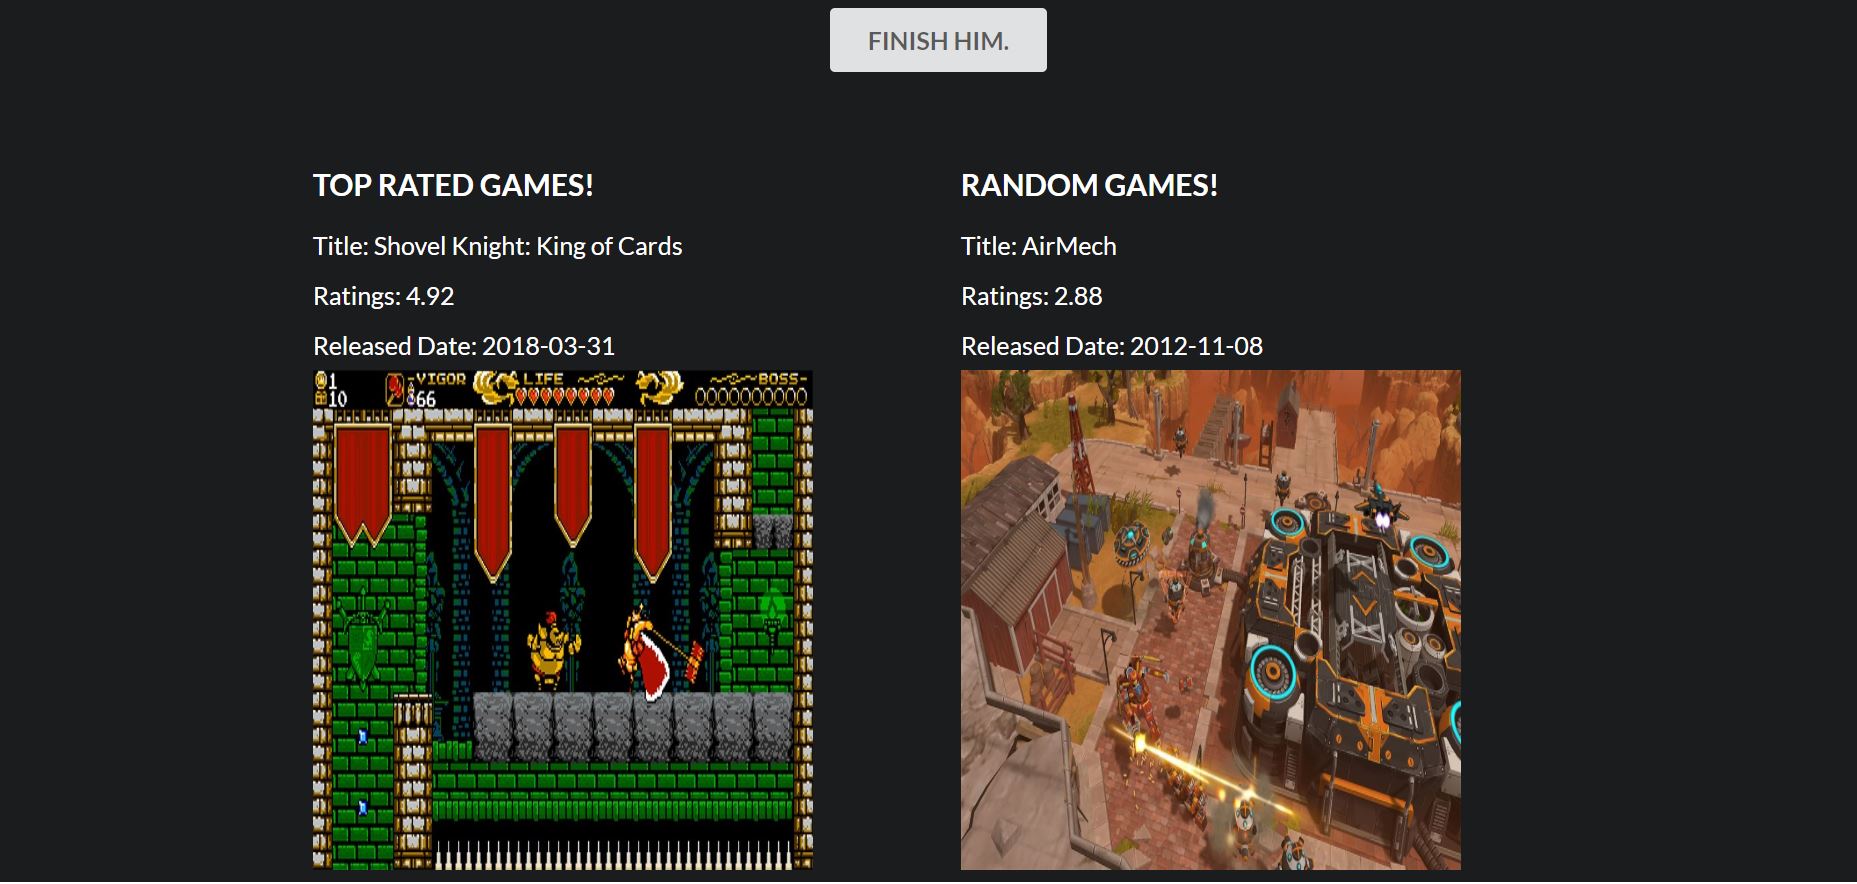 FINISH HIM.
TOP RATED GAMES!
Title: Shovel Knight: King of Cards
Ratings: 4.92
Released Date: 2018-03-31
1 -VIGOR LIFE BOSS-
10 66
RANDOM GAMES!
Title: AirMech
Ratings: 2.88
Released Date: 2012-11-08